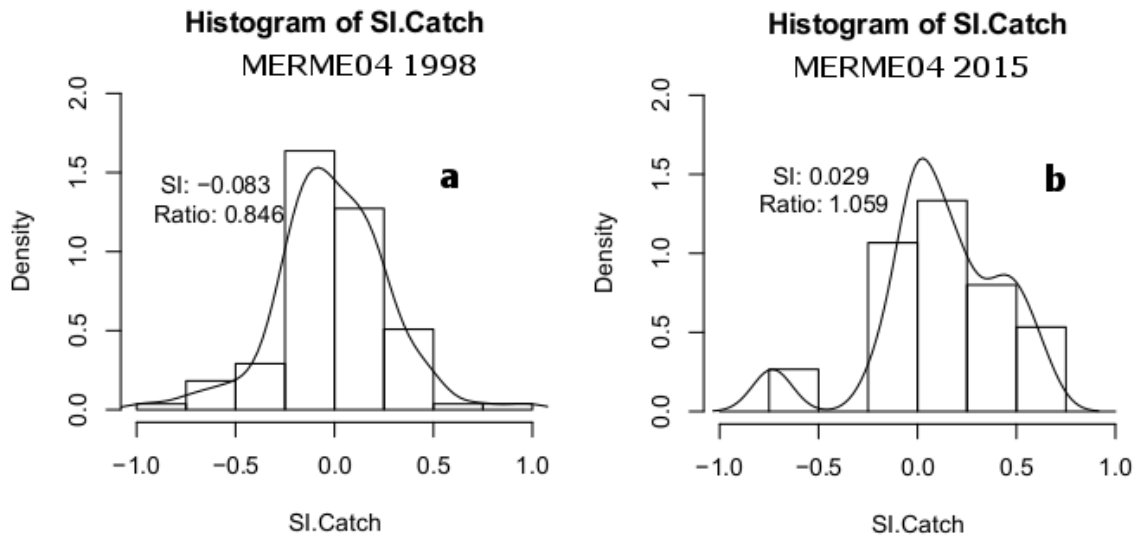 Histogram of SI.Catch
MERME04 1998
2.0
1.5
1.0
0.5
0.0
Density
SI: −0.083
Ratio: 0.846
a
−1.0 −0.5 0.0 0.5 1.0
SI.Catch
Histogram of SI.Catch
MERME04 2015
2.0
1.5
1.0
0.5
0.0
Density
SI: 0.029
Ratio: 1.059
b
−1.0 −0.5 0.0 0.5 1.0
SI.Catch